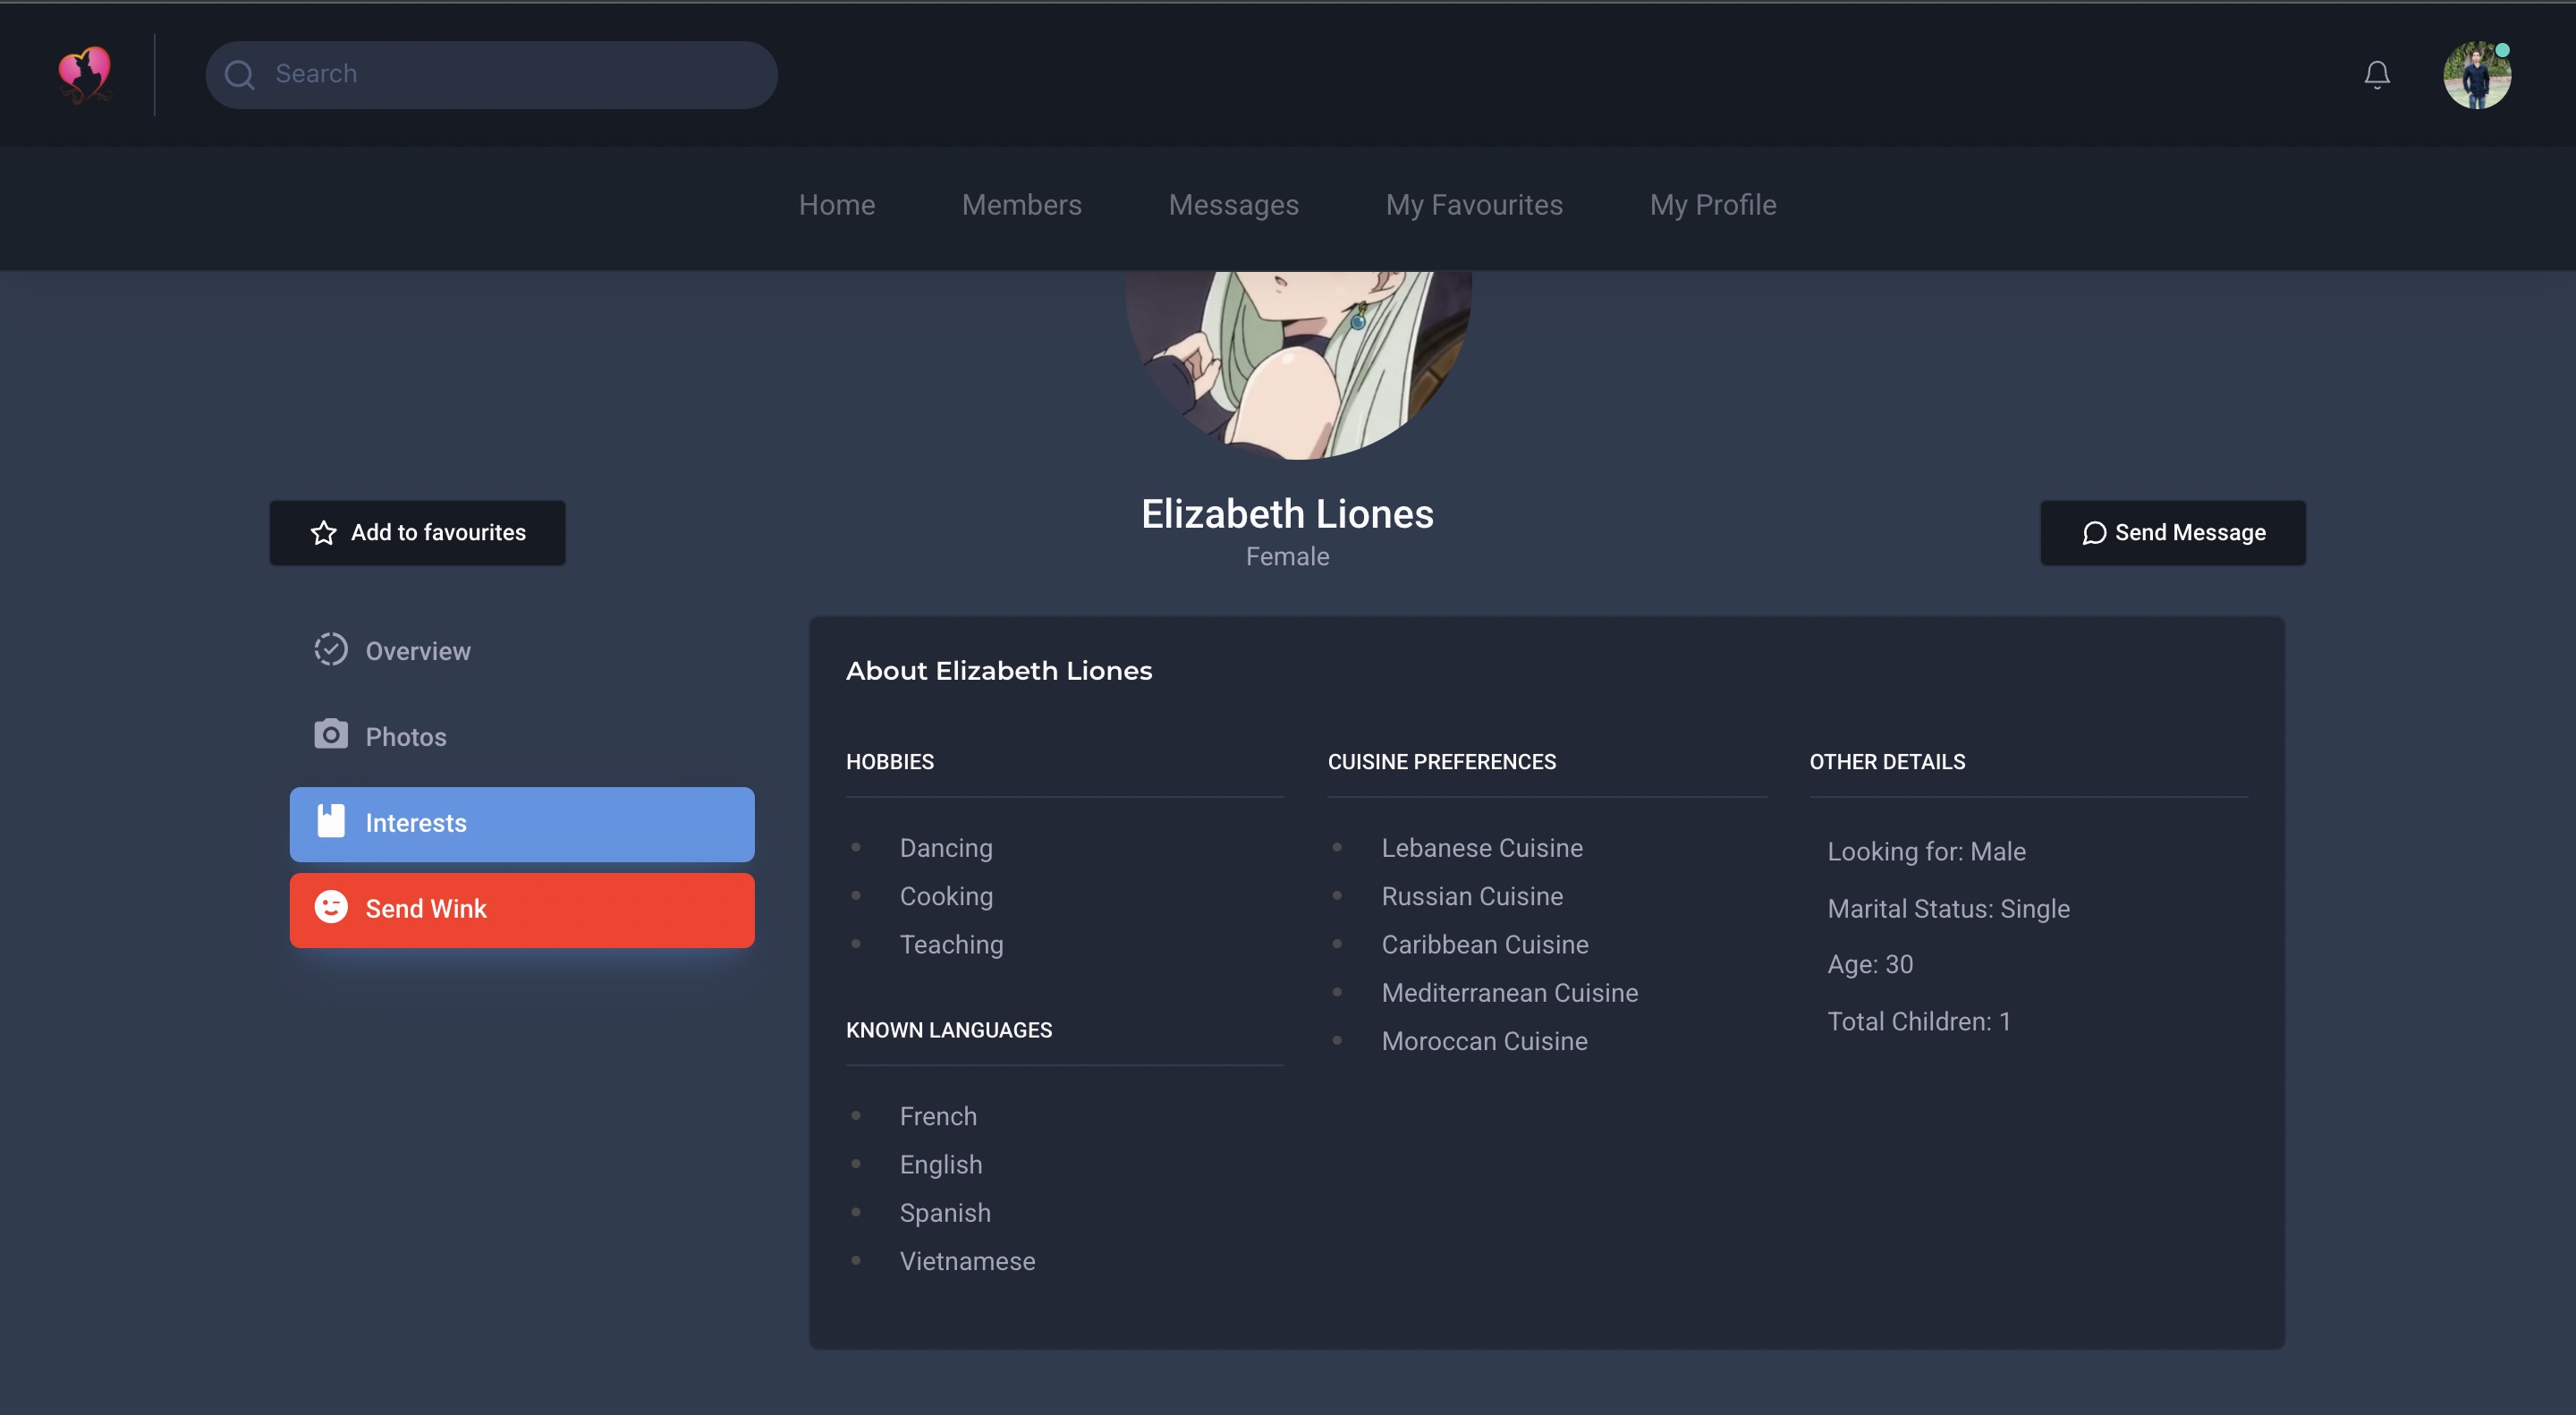 Search
Home
Members
Messages
My Favourites
My Profile
Add to favourites
Elizabeth Liones
Female
Send Message
Overview
Photos
Interests
Send Wink
About Elizabeth Liones
HOBBIES
Dancing
Cooking
Teaching
KNOWN LANGUAGES
French
English
Spanish
Vietnamese
CUISINE PREFERENCES
Lebanese Cuisine
Russian Cuisine
Caribbean Cuisine
Mediterranean Cuisine
Moroccan Cuisine
OTHER DETAILS
Looking for: Male
Marital Status: Single
Age: 30
Total Children: 1